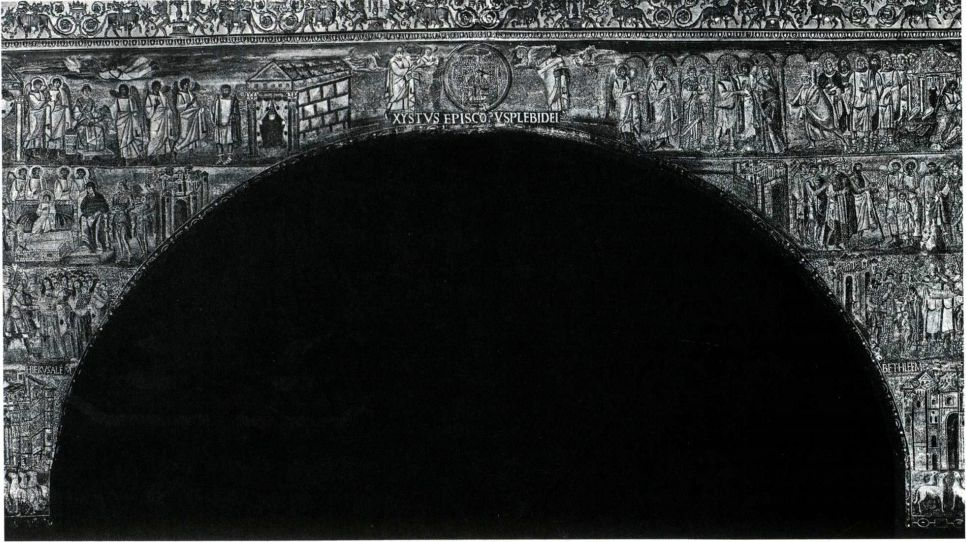 XYSTVS EPISCOPVS PLEBI DEI
HIERVSALE
BETHLEEM